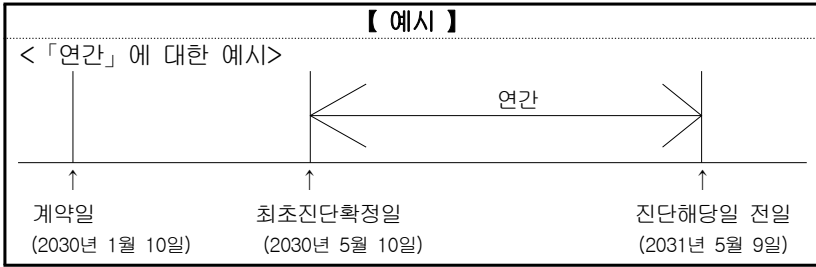 【 예시 】
<「연간」에 대한 예시>
연간
↑ ↑ ↑
계약일 최초진단확정일 진단해당일 전일
(2030년 1월 10일) (2030년 5월 10일) (2031년 5월 9일)